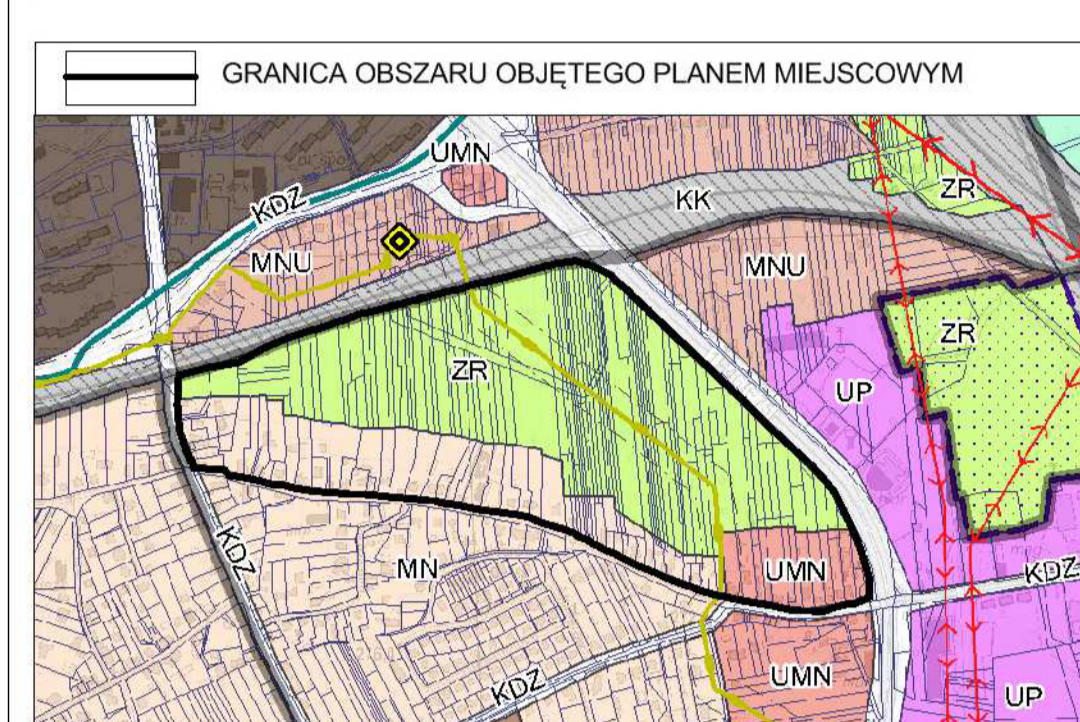 GRANICA OBSZARU OBJĘTEGO PLANEM MIEJSCOWYM
UMN
ZR
KDZ
KK
MNU
MNU
ZR
ZR
UP
KDZ
MN
UMN
KDZ
KDZ
UMN
UP